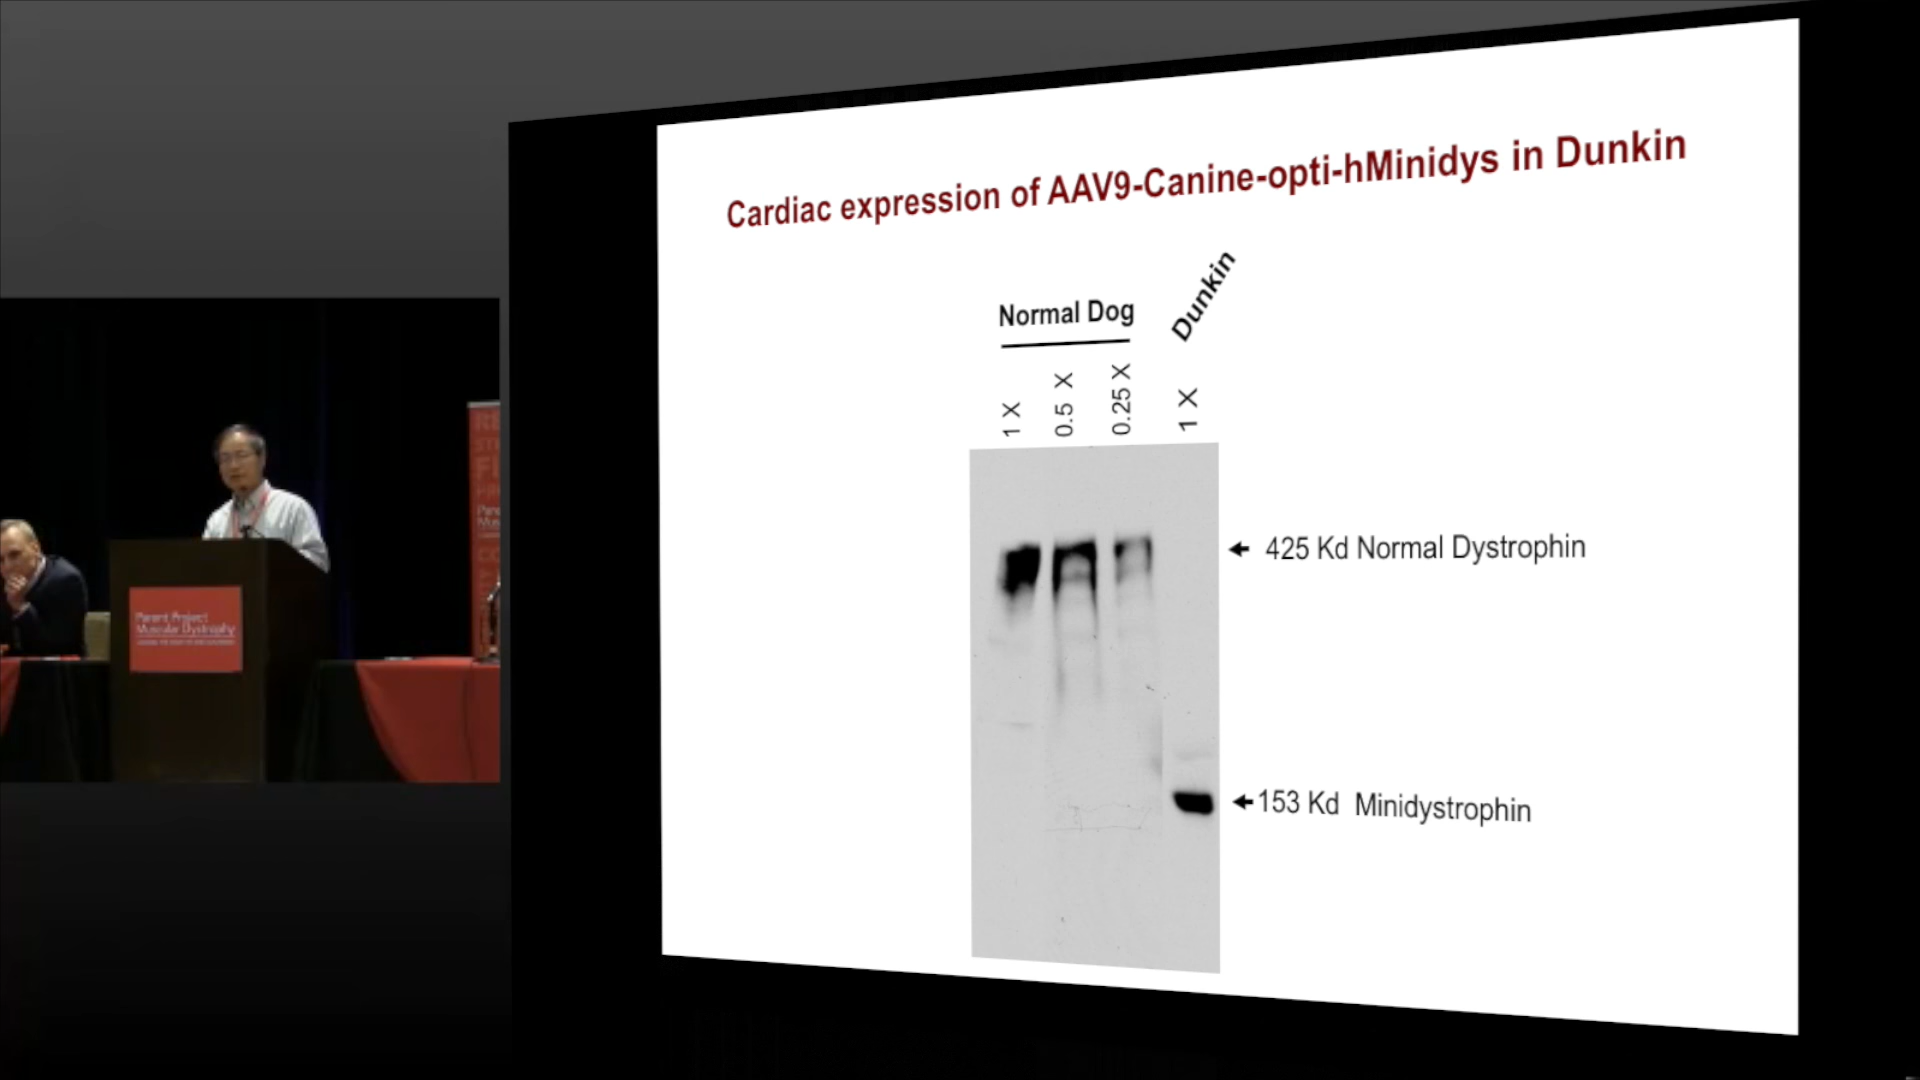 Cardiac expression of AAV9-Canine-opti-hMinidys in Dunkin
Normal Dog
Dunkin
1 X
0.5 X
0.25 X
1 X
425 Kd Normal Dystrophin
153 Kd Minidystrophin
Parent Project
Muscular Dystrophy